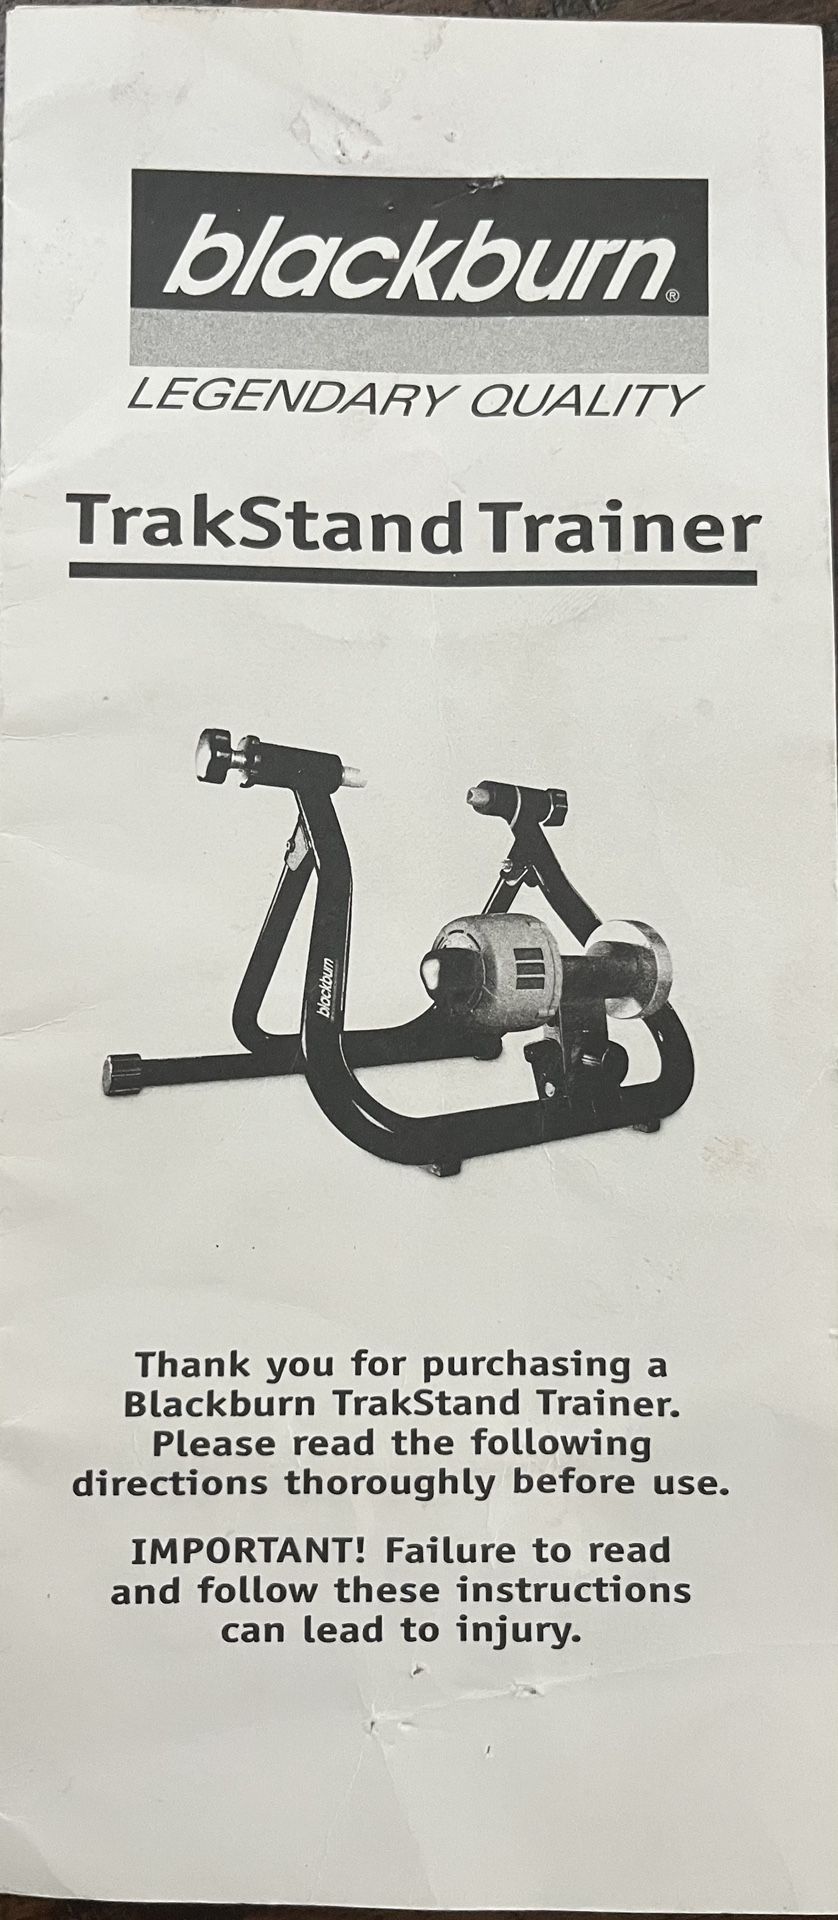 blackburn®
LEGENDARY QUALITY
TrakStand Trainer
blackburn
Thank you for purchasing a
Blackburn TrakStand Trainer.
Please read the following
directions thoroughly before use.
IMPORTANT! Failure to read
and follow these instructions
can lead to injury.